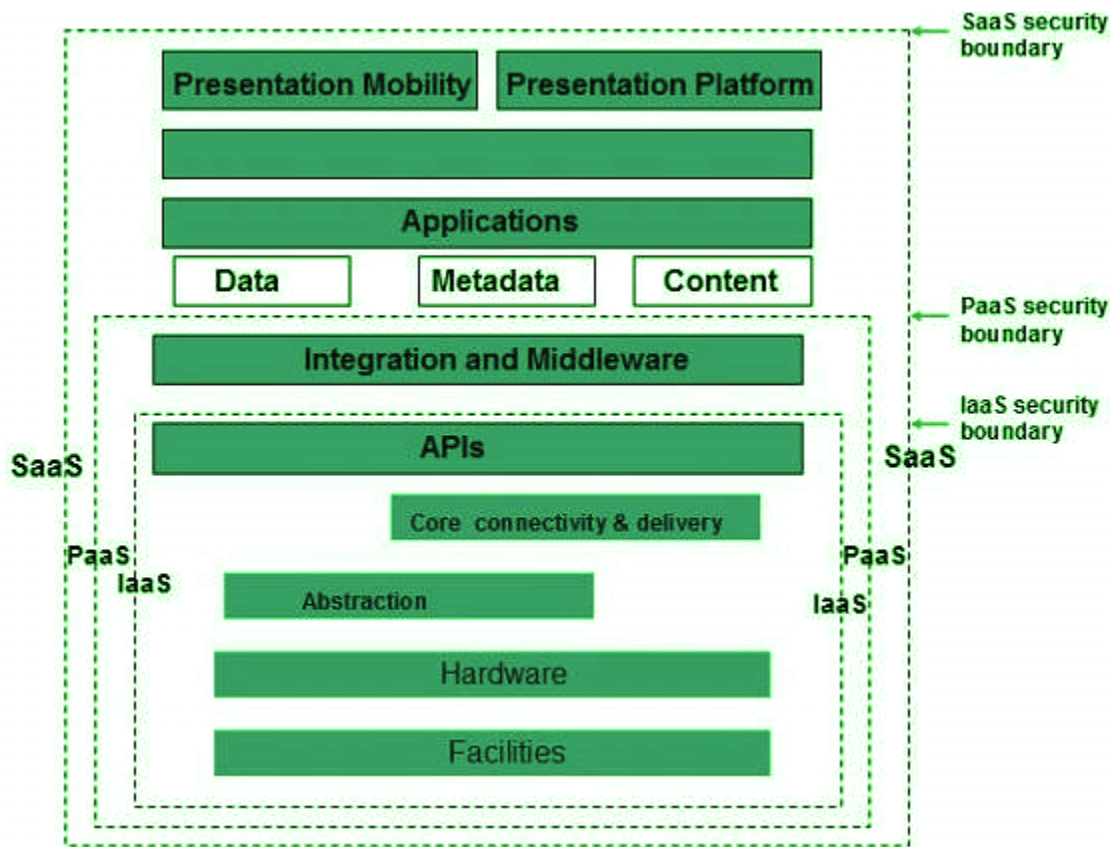 SaaS security
boundary
Presentation Mobility
Presentation Platform
Applications
Data
Metadata
Content
PaaS security
boundary
Integration and Middleware
IaaS security
boundary
APIs
SaaS
SaaS
Core connectivity & delivery
PaaS
PaaS
IaaS
IaaS
Abstraction
Hardware
Facilities